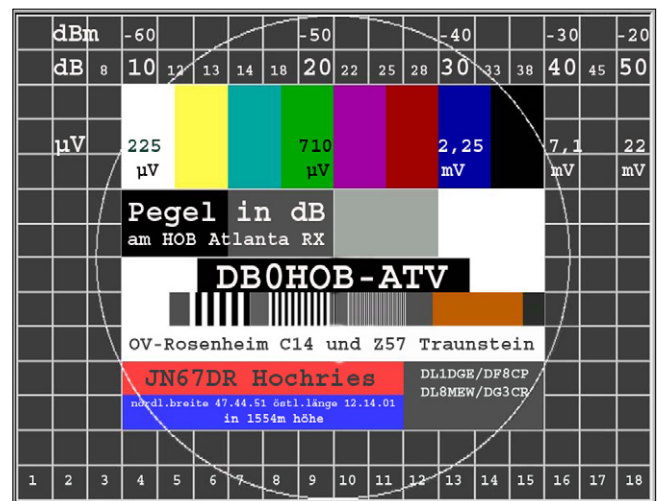 dBm -60 -50 -40 -30 -20
dB 8 10 12 13 14 18 20 22 25 28 30 33 38 40 45 50
µV 225 µV 710 µV 2,25 mV 7,1 mV 22 mV
Pegel in dB
am HOB Atlanta RX
DB0HOB-ATV
OV-Rosenheim C14 und Z57 Traunstein
JN67DR Hochries
nördl.breite 47.44.51 östl.länge 12.14.01
in 1554m höhe
DL1DGE/DF8CP
DL8MEW/DG3CR
1 2 3 4 5 6 7 8 9 10 11 12 13 14 15 16 17 18